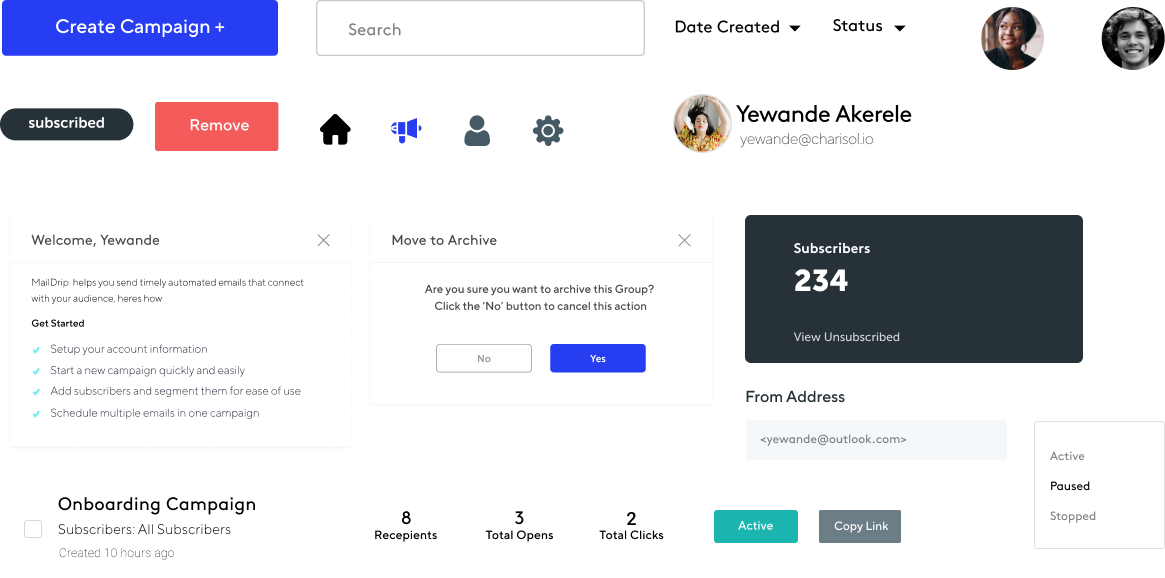 Create Campaign +
Search
Date Created
Status
subscribed
Remove
Yewande Akerele
yewande@charisol.io
Welcome, Yewande
MailDrip helps you send timely automated emails that connect
with your audience, heres how
Get Started
Setup your account information
Start a new campaign quickly and easily
Add subscribers and segment them for ease of use
Schedule multiple emails in one campaign
Move to Archive
Are you sure you want to archive this Group?
Click the ‘No’ button to cancel this action
No
Yes
Subscribers
234
View Unsubscribed
From Address
<yewande@outlook.com>
Active
Paused
Stopped
Onboarding Campaign
Subscribers: All Subscribers
Created 10 hours ago
8
Recepients
3
Total Opens
2
Total Clicks
Active
Copy Link